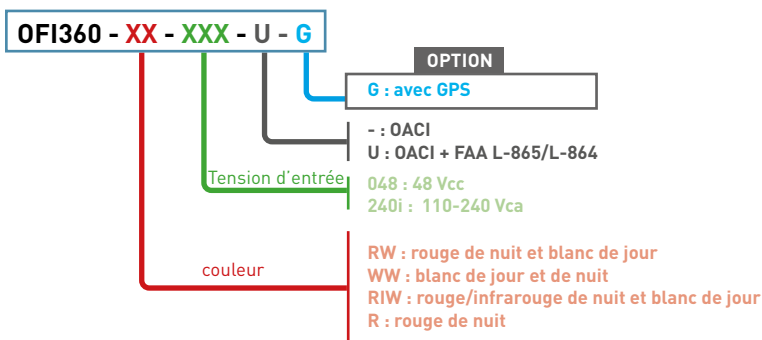 OFI360 - XX - XXX - U - G
OPTION
G : avec GPS
- : OACI
U : OACI + FAA L-865/L-864
Tension d'entrée
048 : 48 Vcc
240i : 110-240 Vca
couleur
RW : rouge de nuit et blanc de jour
WW : blanc de jour et de nuit
RIW : rouge/infrarouge de nuit et blanc de jour
R : rouge de nuit